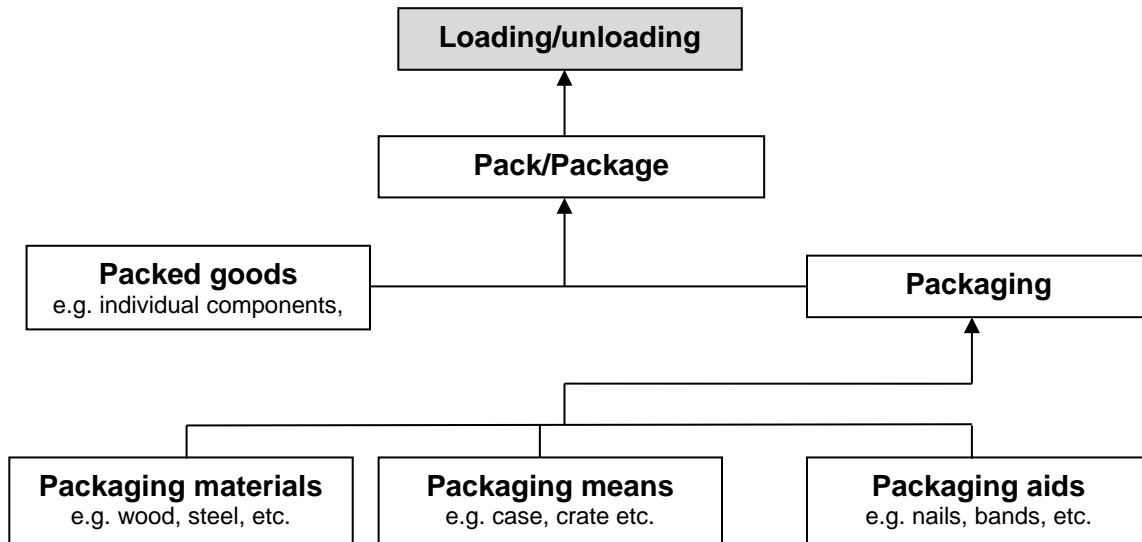 Loading/unloading
Pack/Package
Packed goods
e.g. individual components,
Packaging
Packaging materials
e.g. wood, steel, etc.
Packaging means
e.g. case, crate etc.
Packaging aids
e.g. nails, bands, etc.